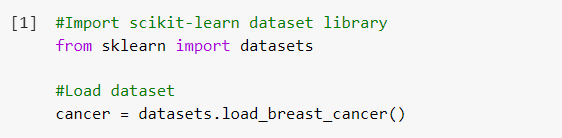 [1] #Import scikit-learn dataset library
from sklearn import datasets
#Load dataset
cancer = datasets.load_breast_cancer()